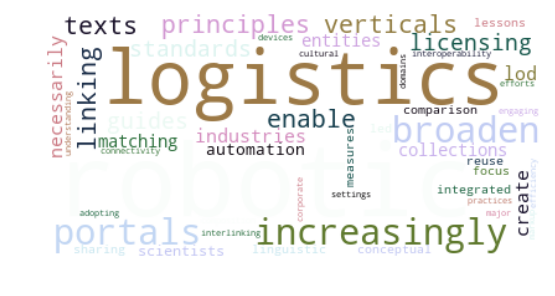 texts principles verticals lessons
devices entities licensing
standards cultural interoperability
necessarily linking logistics domains lod
understanding efforts
guides enable comparison engaging
matching industries led broaden
connectivity automation measures collections
robotic reuse
focus
corporate settings integrated
practices
adopting major create
portals interlinking increasingly
sharing scientists linguistic conceptual